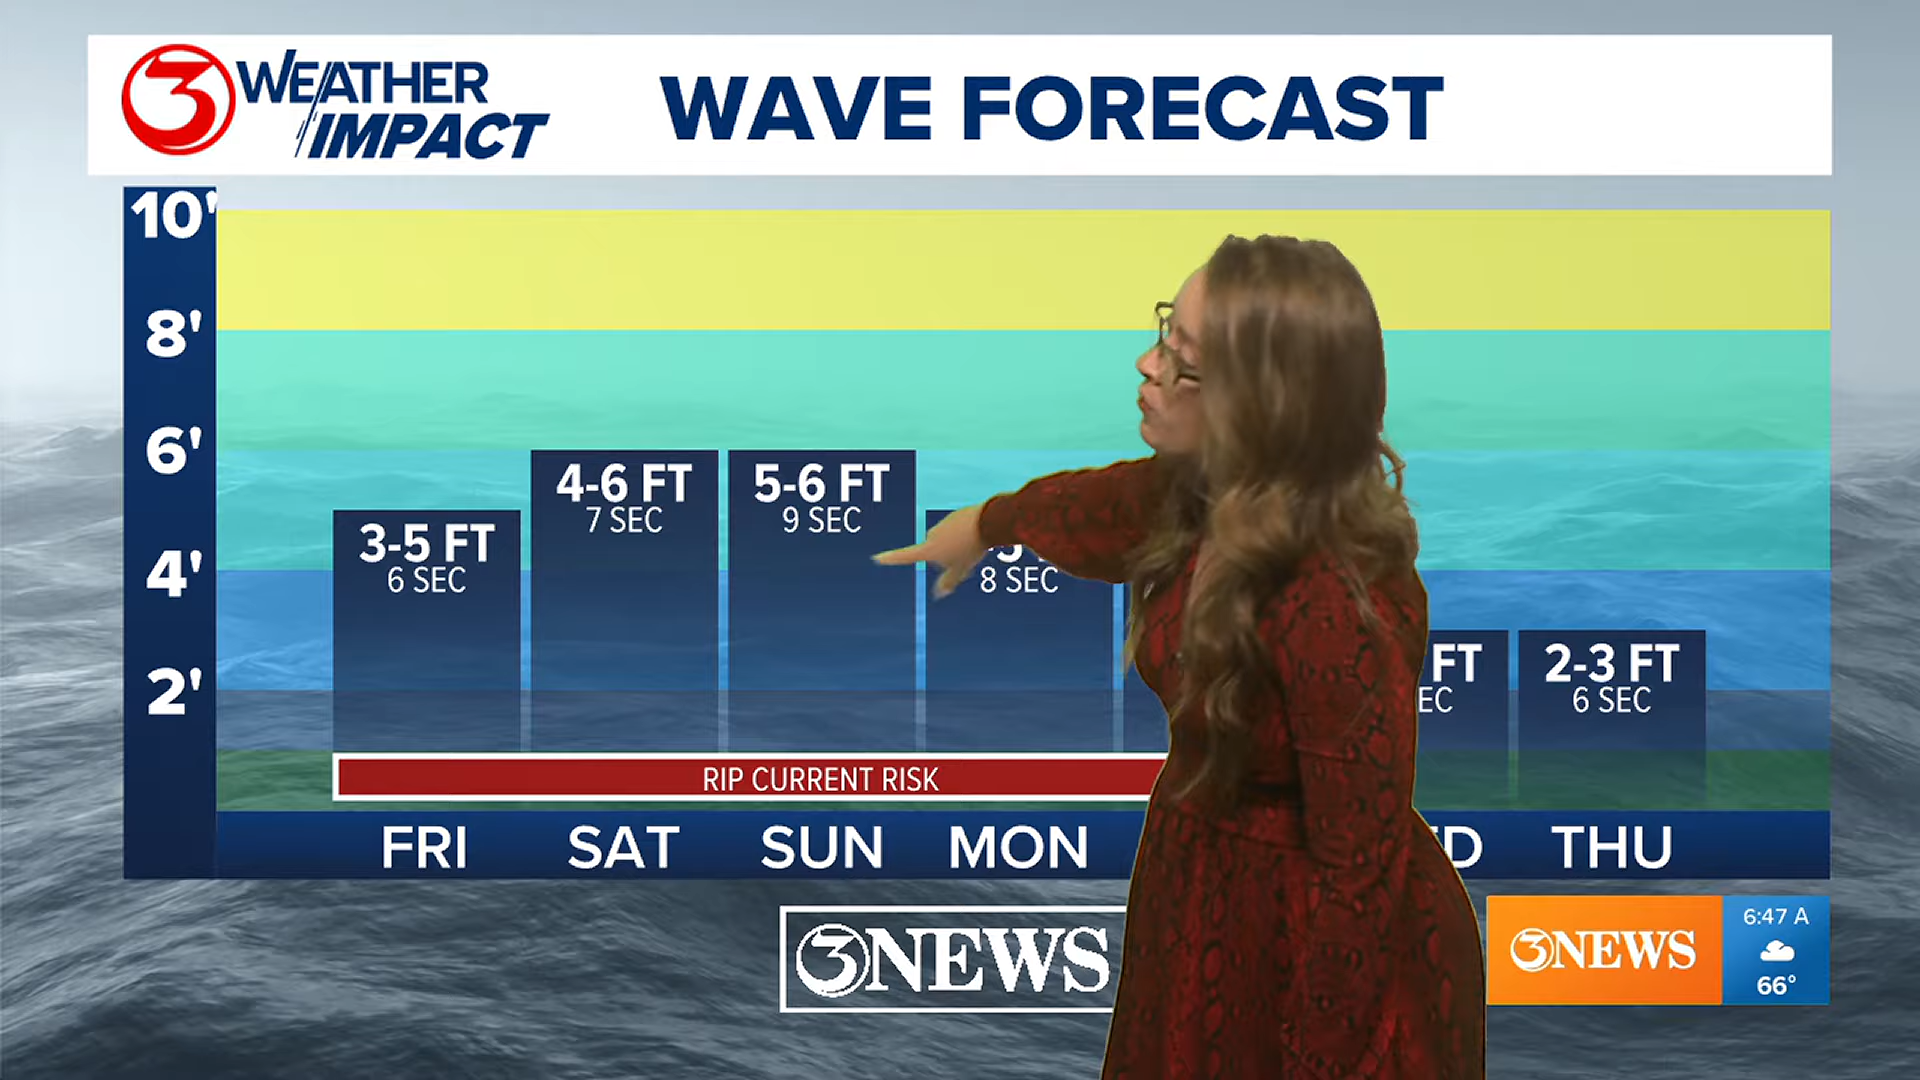 3 WEATHER
IMPACT
WAVE FORECAST
10'
8'
6'
4'
2'
3-5 FT
6 SEC
4-6 FT
7 SEC
5-6 FT
9 SEC
8 SEC
FT
2-3 FT
6 SEC
RIP CURRENT RISK
FRI SAT SUN MON THU
3NEWS
3NEWS
6:47 A
66°